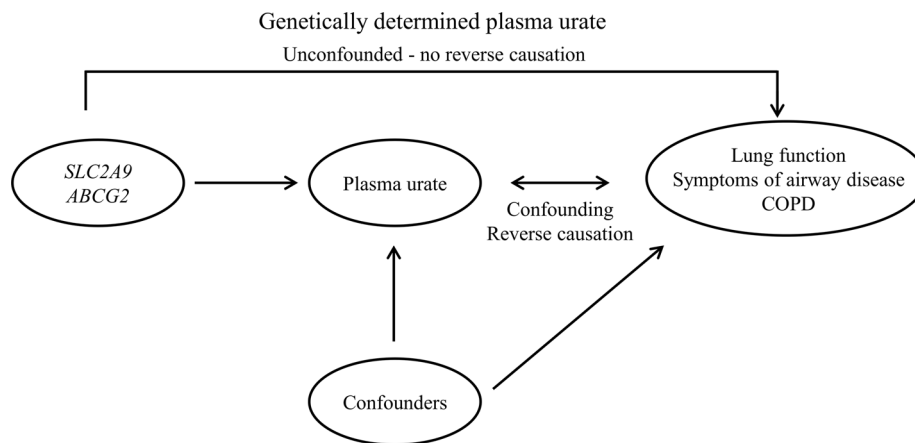 Genetically determined plasma urate
Unconfounded - no reverse causation
SLC2A9
ABCG2
Plasma urate
Confounding
Reverse causation
Lung function
Symptoms of airway disease
COPD
Confounders